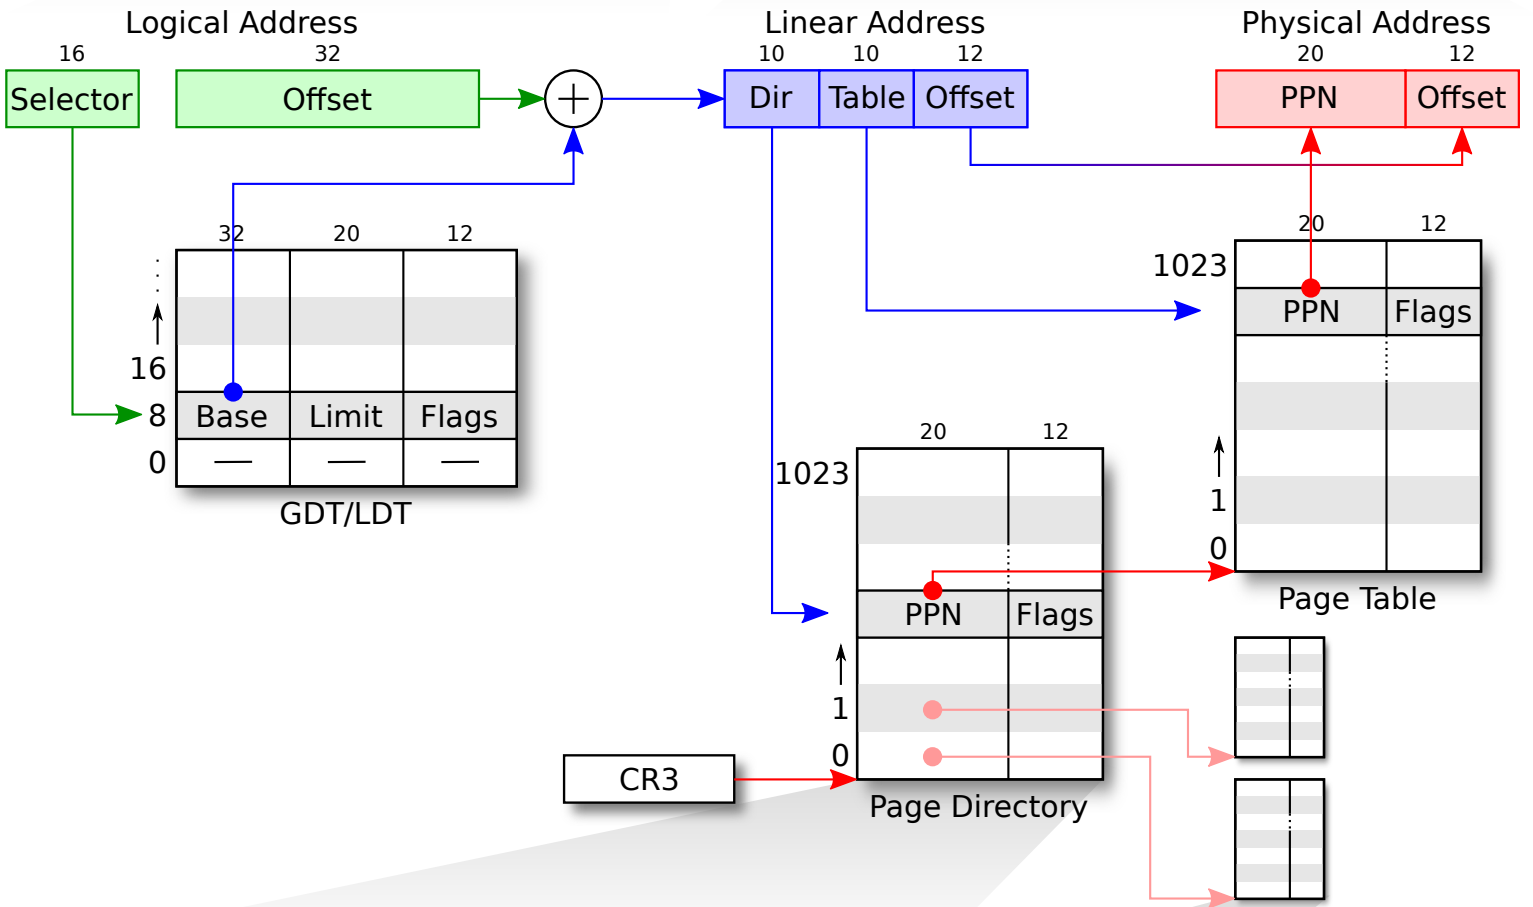 Logical Address
Linear Address
Physical Address
16
32
10
10
12
20
12
Selector
Offset
Dir
Table
Offset
PPN
Offset
32
20
12
16
8
0
Base
Limit
Flags
GDT/LDT
20
12
1023
PPN
Flags
1
0
Page Table
20
12
1023
PPN
Flags
1
0
Page Directory
CR3